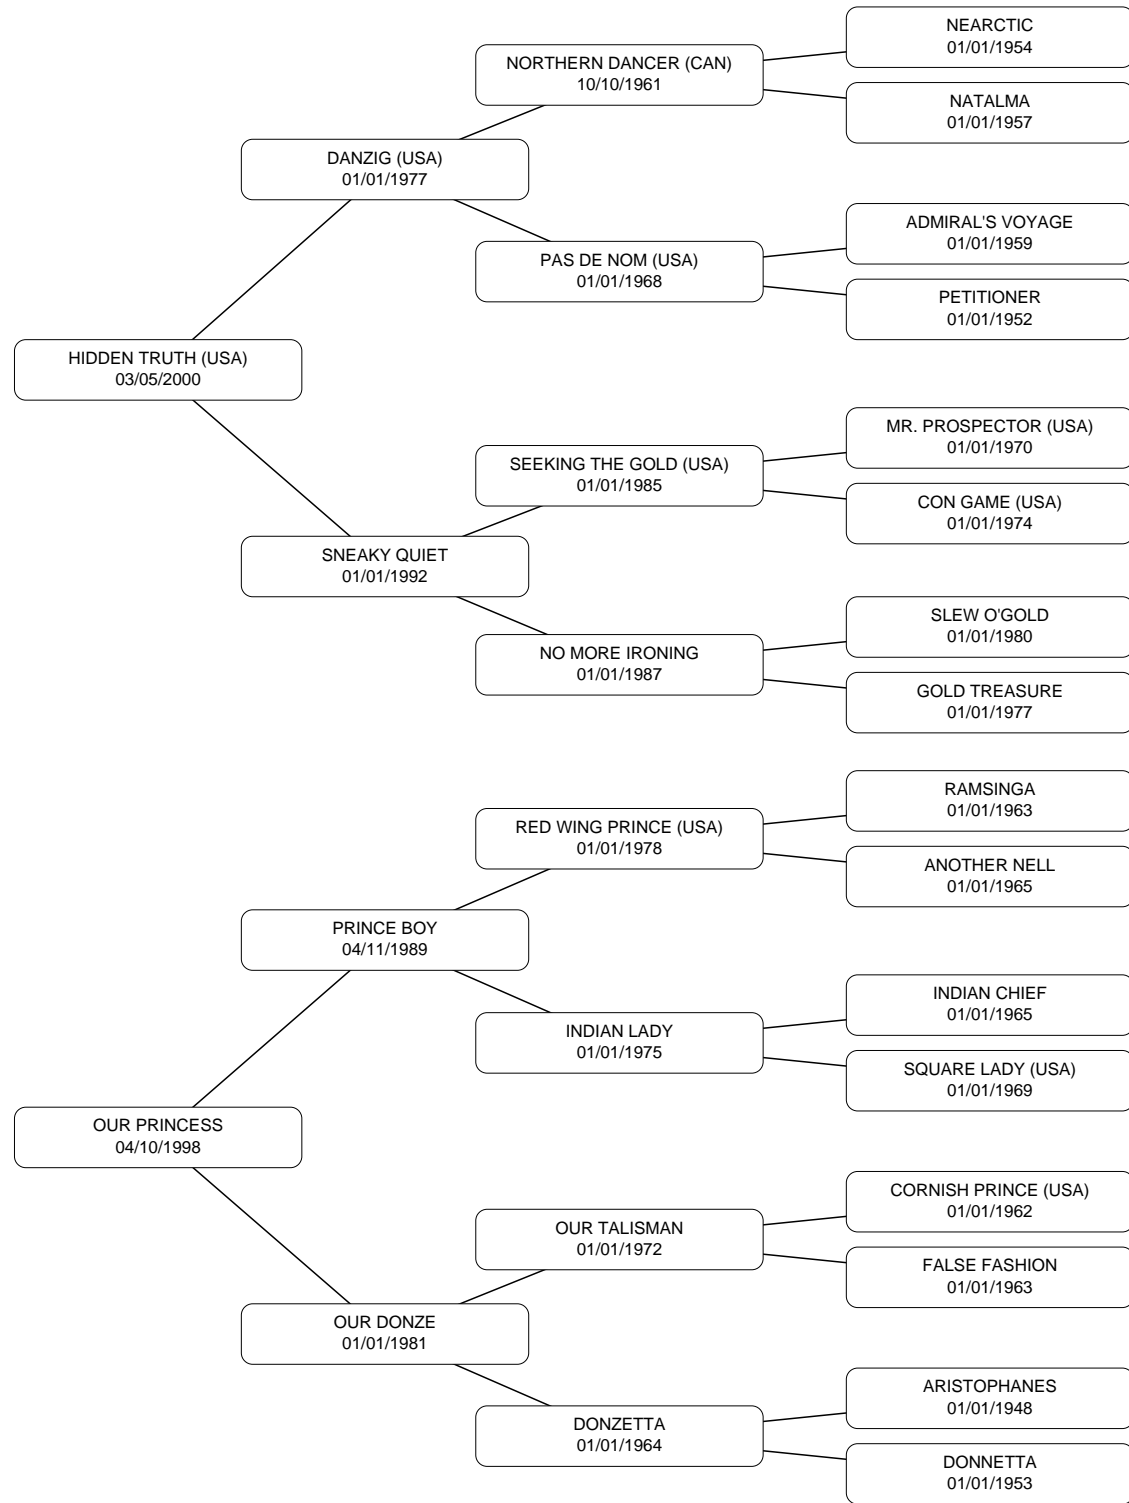 NEARCTIC
01/01/1954
NORTHERN DANCER (CAN)
10/10/1961
NATALMA
01/01/1957
DANZIG (USA)
01/01/1977
ADMIRAL'S VOYAGE
01/01/1959
PAS DE NOM (USA)
01/01/1968
PETITIONER
01/01/1952
HIDDEN TRUTH (USA)
03/05/2000
MR. PROSPECTOR (USA)
01/01/1970
SEEKING THE GOLD (USA)
01/01/1985
CON GAME (USA)
01/01/1974
SNEAKY QUIET
01/01/1992
SLEW O'GOLD
01/01/1980
NO MORE IRONING
01/01/1987
GOLD TREASURE
01/01/1977
RAMSINGA
01/01/1963
RED WING PRINCE (USA)
01/01/1978
ANOTHER NELL
01/01/1965
PRINCE BOY
04/11/1989
INDIAN CHIEF
01/01/1965
INDIAN LADY
01/01/1975
SQUARE LADY (USA)
01/01/1969
OUR PRINCESS
04/10/1998
CORNISH PRINCE (USA)
01/01/1962
OUR TALISMAN
01/01/1972
FALSE FASHION
01/01/1963
OUR DONZE
01/01/1981
ARISTOPHANES
01/01/1948
DONZETTA
01/01/1964
DONNETTA
01/01/1953